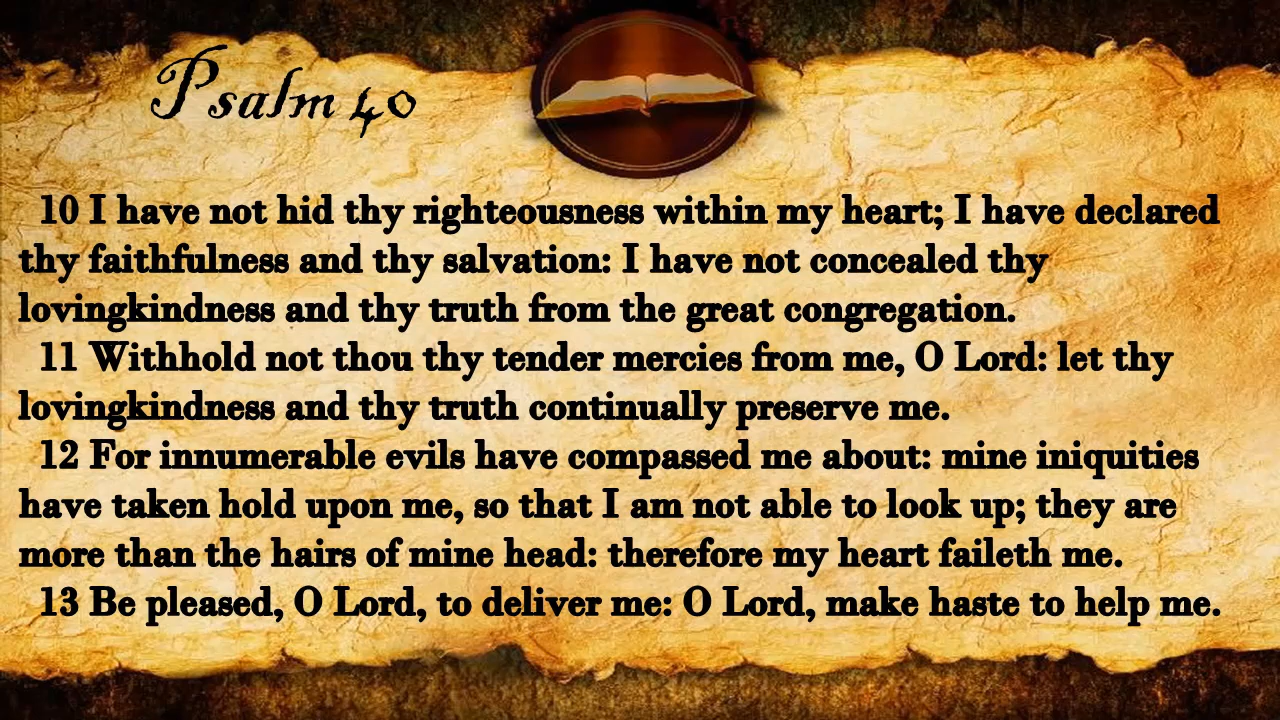 Psalm 40
10 I have not hid thy righteousness within my heart; I have declared
thy faithfulness and thy salvation: I have not concealed thy
lovingkindness and thy truth from the great congregation.
11 Withhold not thou thy tender mercies from me, O Lord: let thy
lovingkindness and thy truth continually preserve me.
12 For innumerable evils have compassed me about: mine iniquities
have taken hold upon me, so that I am not able to look up; they are
more than the hairs of mine head: therefore my heart faileth me.
13 Be pleased, O Lord, to deliver me: O Lord, make haste to help me.